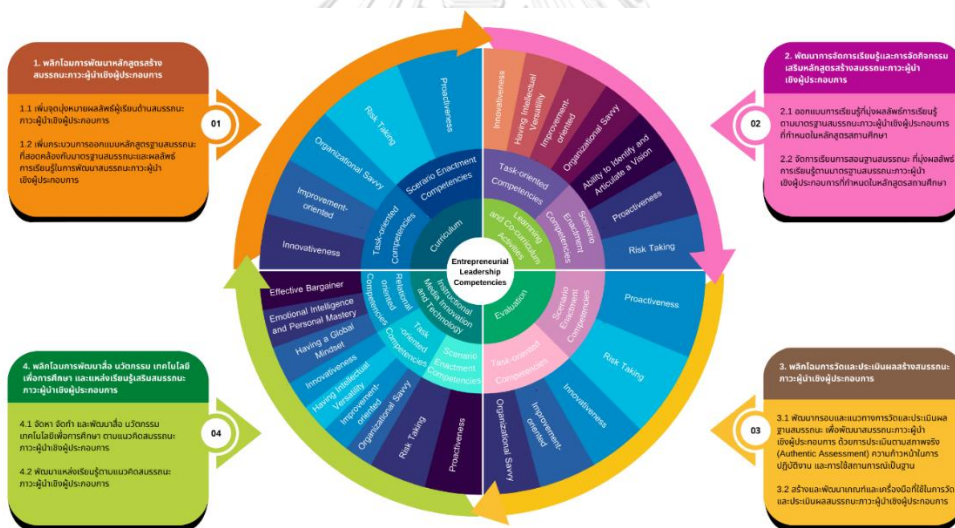 1. พลิกโฉมการพัฒนาหลักสูตรสร้าง
สมรรถนะภาวะผู้นำเชิงผู้ประกอบการ
1.1 เพิ่มจุดมุ่งหมายผลลัพธ์ผู้เรียนด้านสมรรถนะ
ภาวะผู้นำเชิงผู้ประกอบการ
1.2 เพิ่มกระบวนการออกแบบหลักสูตรฐานสมรรถนะ
ที่สอดคล้องกับมาตรฐานสมรรถนะและผลลัพธ์
การเรียนรู้ในการพัฒนาสมรรถนะภาวะผู้นำ
เชิงผู้ประกอบการ
01
2. พัฒนาการจัดการเรียนรู้และการจัดกิจกรรม
เสริมหลักสูตรสร้างสมรรถนะภาวะผู้นำ
เชิงผู้ประกอบการ
2.1 ออกแบบการเรียนรู้ที่มุ่งผลลัพธ์การเรียนรู้
ตามมาตรฐานสมรรถนะภาวะผู้นำเชิงผู้ประกอบการ
ที่กำหนดในหลักสูตรสถานศึกษา
2.2 จัดการเรียนการสอนฐานสมรรถนะ ที่มุ่งผลลัพธ์
การเรียนรู้ตามมาตรฐานสมรรถนะภาวะผู้นำ
เชิงผู้ประกอบการที่กำหนดในหลักสูตรสถานศึกษา
02
Entrepreneurial
Leadership
Competencies
Curriculum
Task-oriented
Competencies
Scenario Enactment
Competencies
Innovativeness
Improvement-
oriented
Organizational Savvy
Risk Taking
Proactiveness
Learning
and Co-curriculum
Activities
Task-oriented
Competencies
Scenario
Enactment
Competencies
Innovativeness
Having Intellectual
Versatility
Improvement-
oriented
Organizational Savvy
Ability to Identify and
Articulate a Vision
Proactiveness
Risk Taking
Evaluation
Scenario
Enactment
Competencies
Task-oriented
Competencies
Proactiveness
Risk Taking
Innovativeness
Improvement-
oriented
Organizational Savvy
Instructional
Media Innovation
and Technology
Relational
oriented
Competencies
Task
-oriented
Competencies
Scenario
Enactment
Competencies
Effective Bargainer
Emotional Intelligence
and Personal Mastery
Having a Global
Mindset
Innovativeness
Having Intellectual
Versatility
Improvement-
oriented
Organizational Savvy
Risk Taking
Proactiveness
4. พลิกโฉมการพัฒนาสื่อ นวัตกรรม เทคโนโลยี
เพื่อการศึกษา และแหล่งเรียนรู้เสริมสมรรถนะ
ภาวะผู้นำเชิงผู้ประกอบการ
4.1 จัดหา จัดทำ และพัฒนาสื่อ นวัตกรรม
เทคโนโลยีเพื่อการศึกษา ตามแนวคิดสมรรถนะ
ภาวะผู้นำเชิงผู้ประกอบการ
4.2 พัฒนาแหล่งเรียนรู้ตามแนวคิดสมรรถนะ
ภาวะผู้นำเชิงผู้ประกอบการ
04
3. พลิกโฉมการวัดและประเมินผลสร้างสมรรถนะ
ภาวะผู้นำเชิงผู้ประกอบการ
3.1 พัฒนากรอบและแนวทางการวัดและประเมินผล
ฐานสมรรถนะ เพื่อพัฒนาสมรรถนะภาวะผู้นำ
เชิงผู้ประกอบการ ด้วยการประเมินตามสภาพจริง
(Authentic Assessment) ความก้าวหน้าในการ
ปฏิบัติงาน และการใช้สถานการณ์เป็นฐาน
3.2 สร้างและพัฒนาเกณฑ์และเครื่องมือที่ใช้ในการวัด
และประเมินผลสมรรถนะภาวะผู้นำเชิงผู้ประกอบการ
03